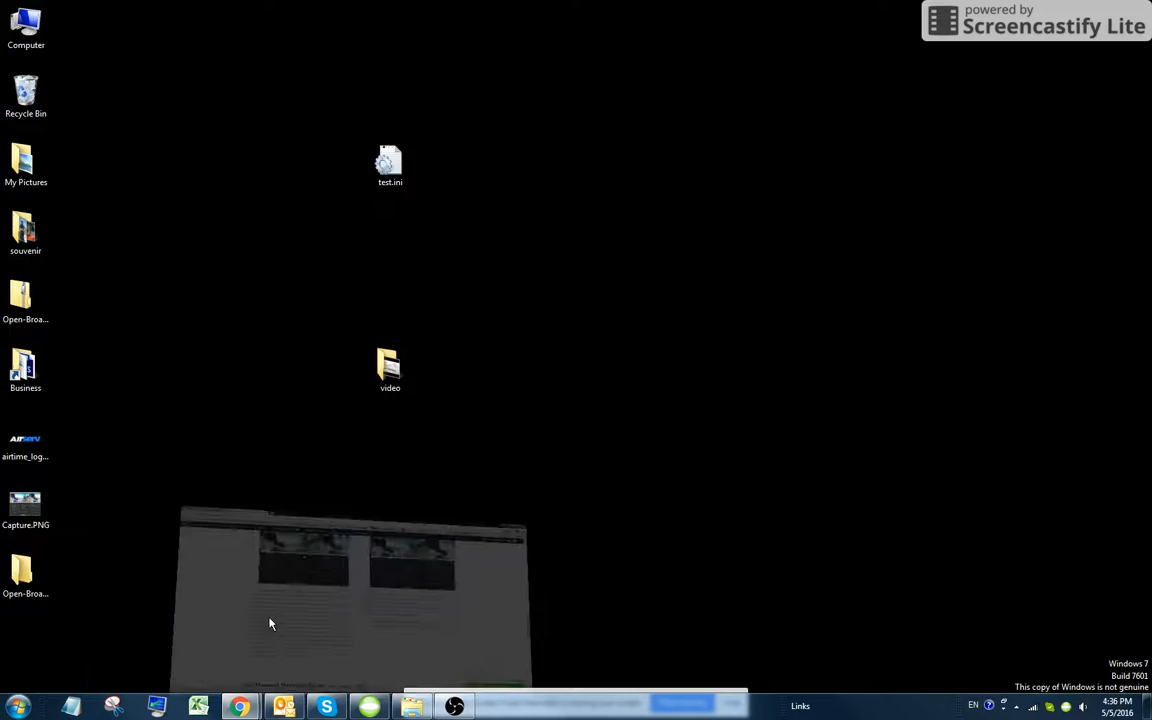 Computer
Recycle Bin
My Pictures
souvenir
Open-Broa...
Business
AIRserv
airtime_log...
Capture.PNG
Open-Broa...
test.ini
video
powered by
Screencastify Lite
Windows 7
Build 7601
This copy of Windows is not genuine
Links
EN
4:36 PM
5/5/2016